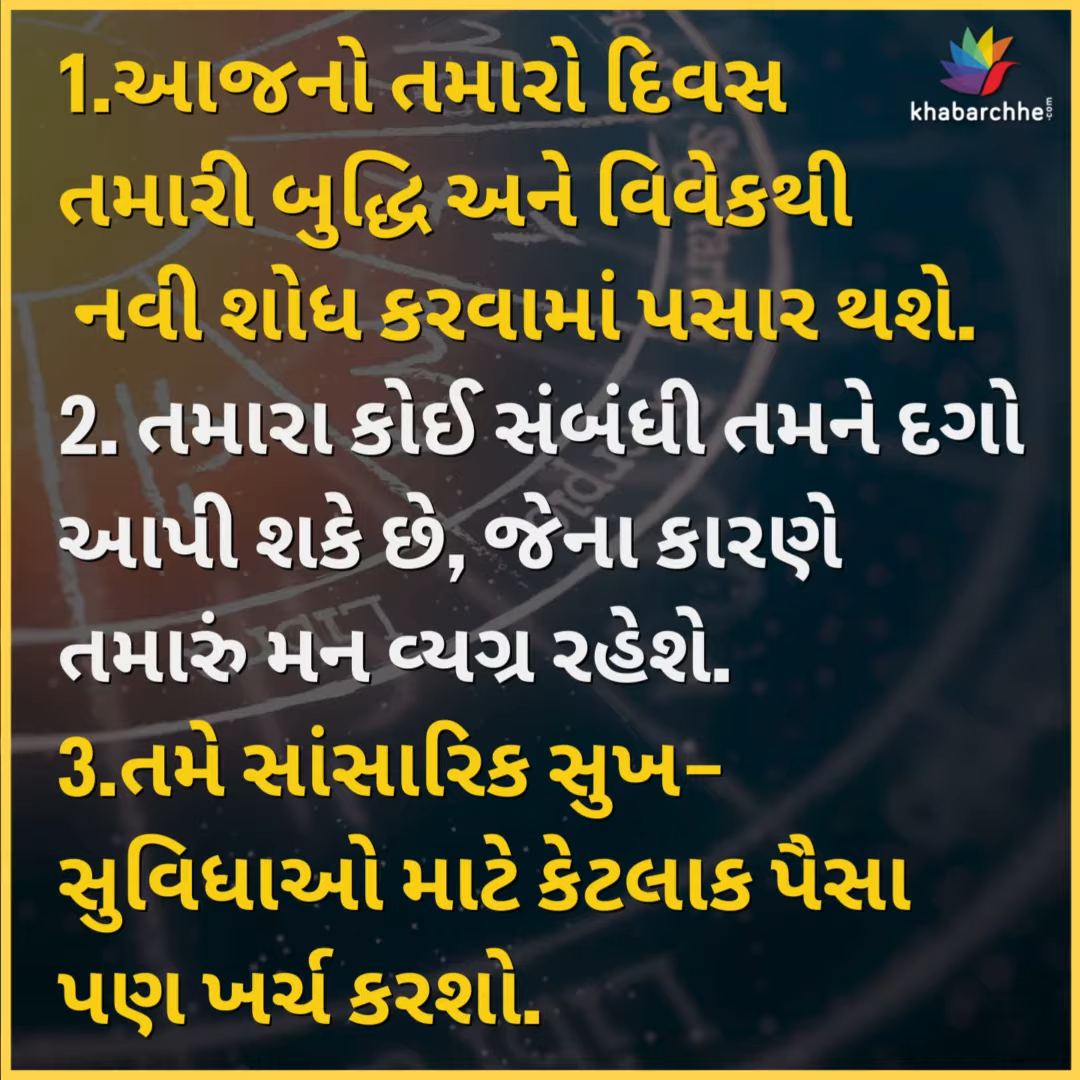 1.આજનો તમારો દિવસ
khabarchhe.com
તમારી બુદ્ધિ અને વિવેકથી
નવી શોધ કરવામાં પસાર થશે.
2. તમારા કોઈ સંબંધી તમને દગો
આપી શકે છે, જેના કારણે
તમારું મન વ્યગ્ર રહેશે.
3.તમે સાંસારિક સુખ-
સુવિધાઓ માટે કેટલાક પૈસા
પણ ખર્ચ કરશો.